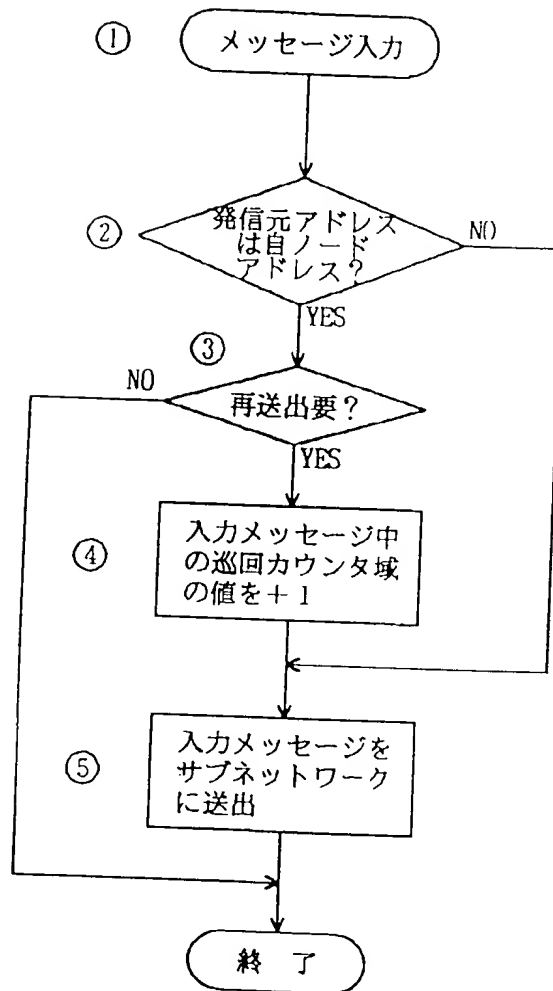 ①
メッセージ入力
②
発信元アドレス
は自ノード
アドレス?
NO
YES
③
NO
再送出要?
YES
④
入力メッセージ中
の巡回カウンタ域
の値を+1
⑤
入力メッセージを
サブネットワーク
に送出
終 了